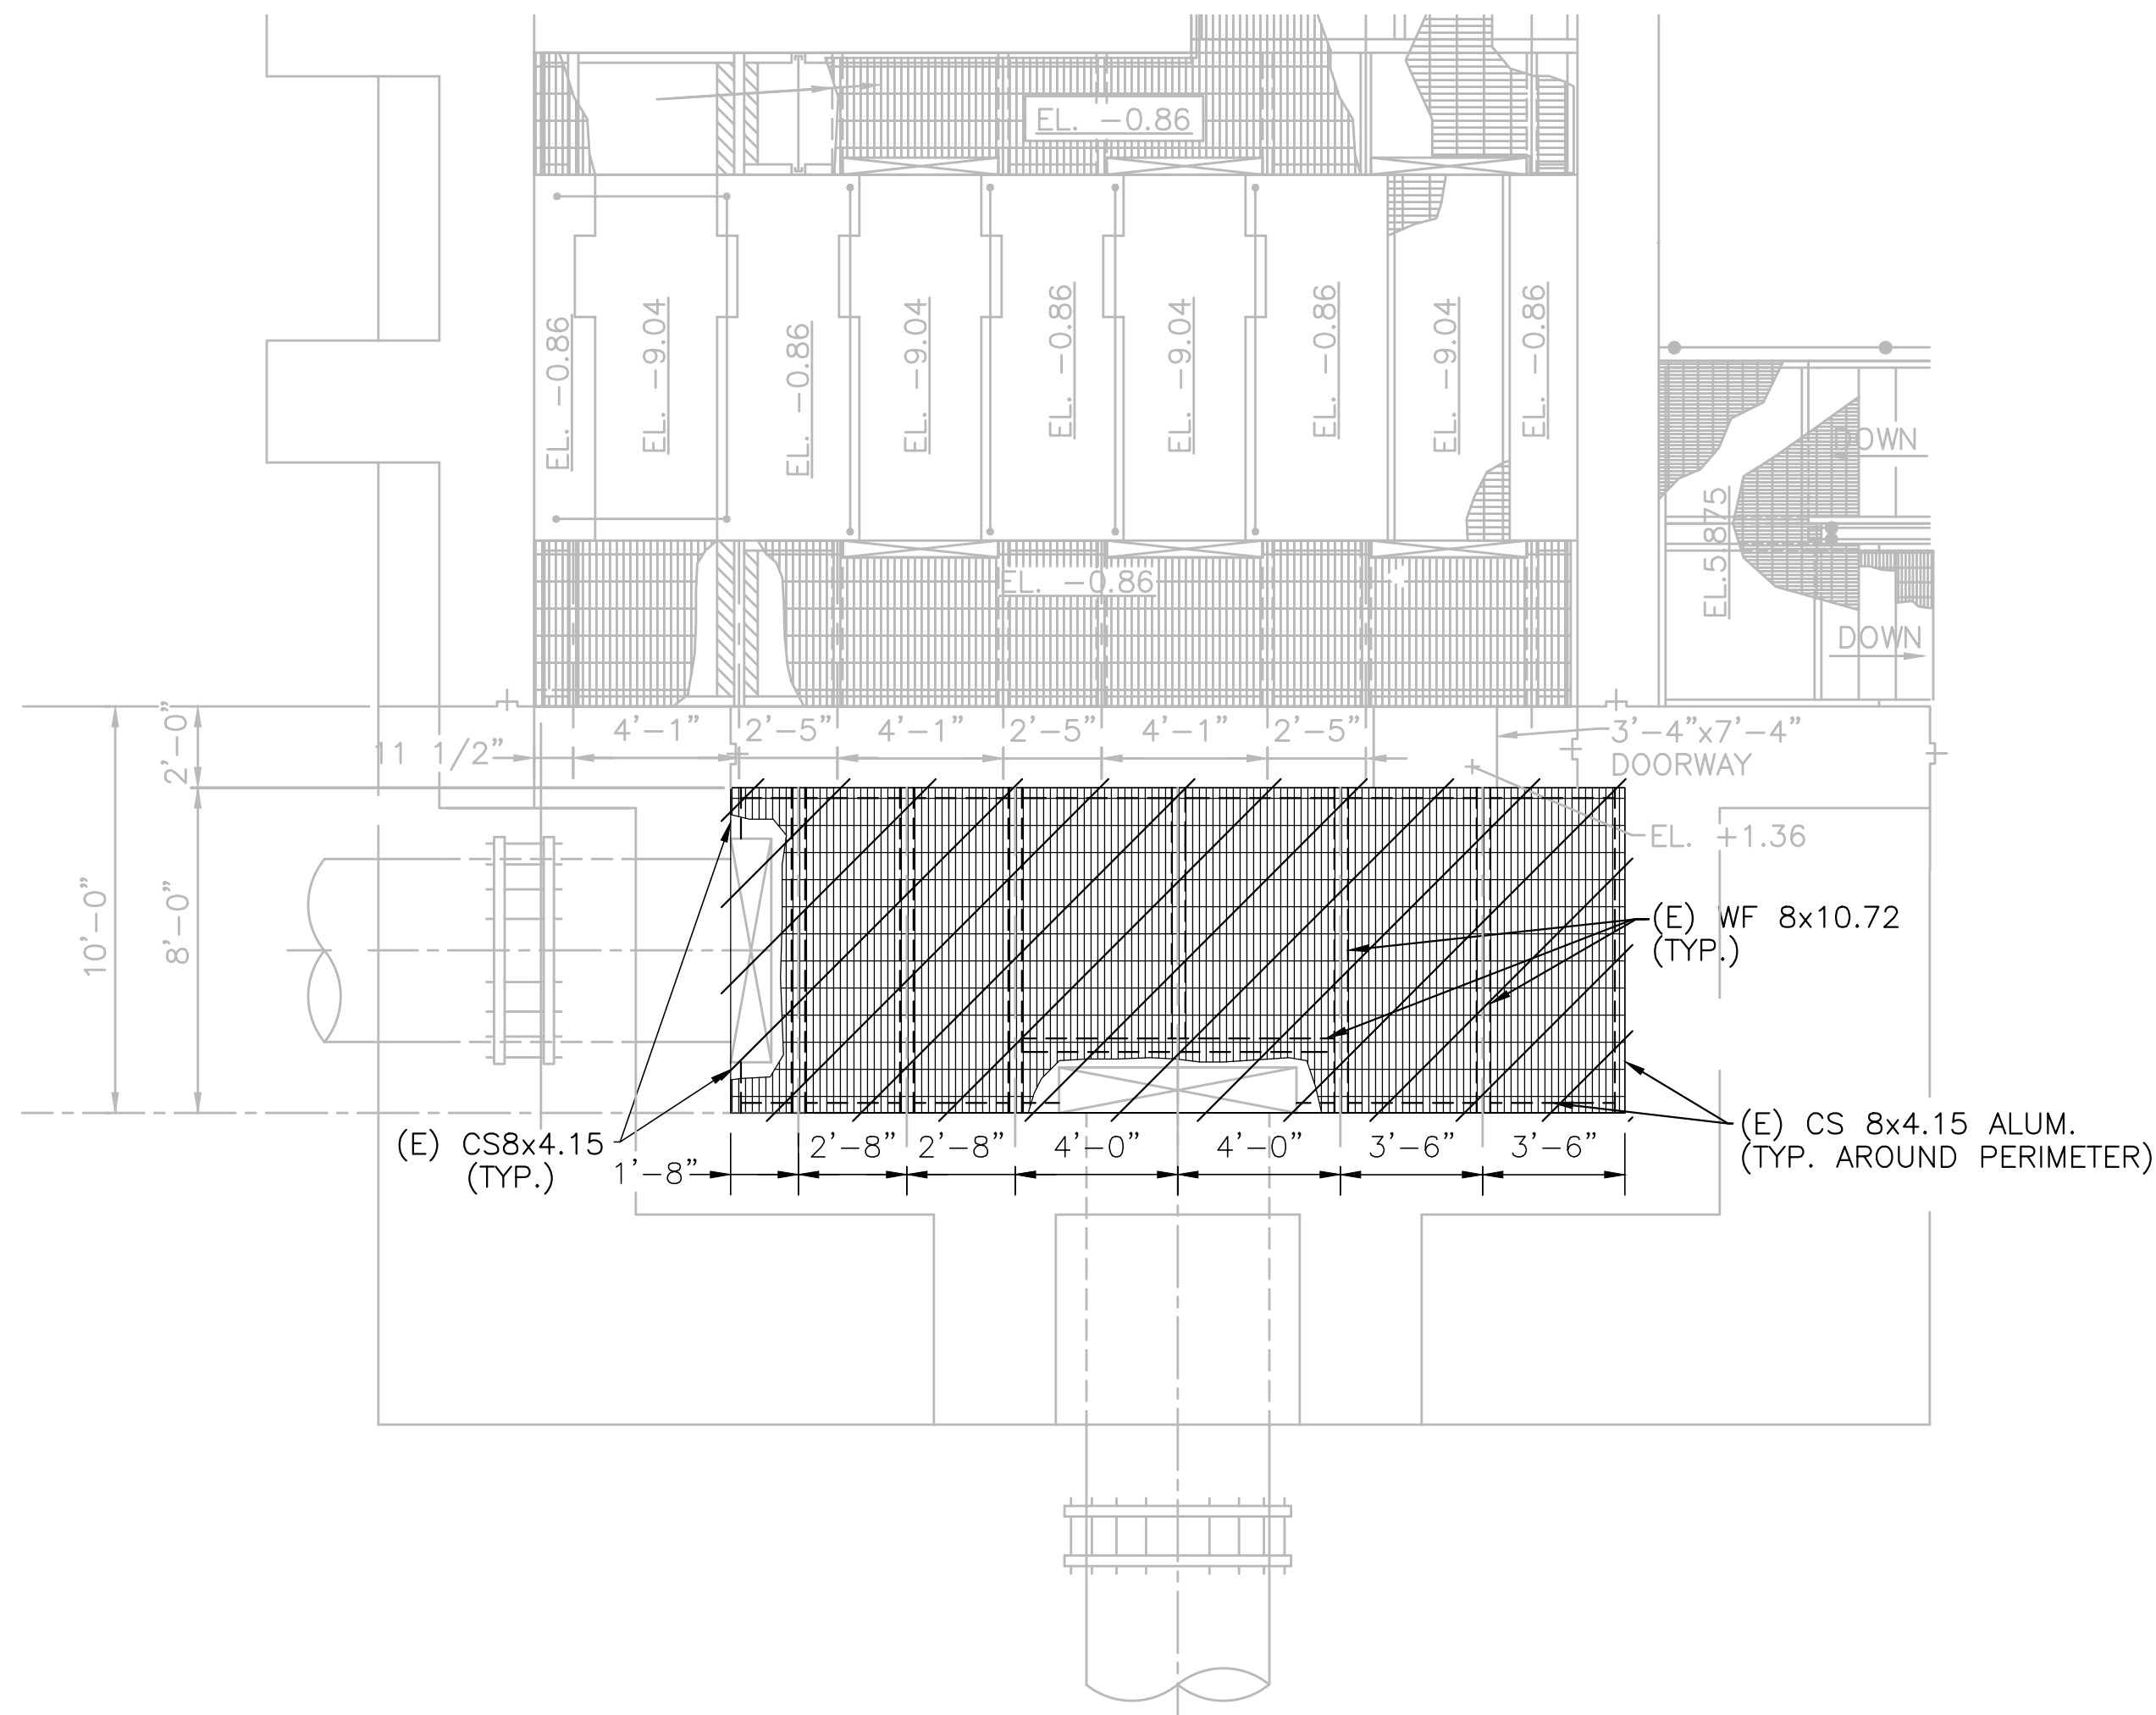 EL. -0.86
EL. -0.86
EL. -9.04
EL. -0.86
EL. -9.04
EL. -0.86
EL. -9.04
EL. -0.86
EL. -9.04
EL. -0.86
DOWN
EL.5.875
EL. -0.86
DOWN
2'-0"
11 1/2"
4'-1"
2'-5"
4'-1"
2'-5"
4'-1"
2'-5"
3'-4"x7'-4"
DOORWAY
EL. +1.36
10'-0"
8'-0"
(E) WF 8x10.72
(TYP.)
(E) CS8x4.15
(TYP.)
1'-8"
2'-8"
2'-8"
4'-0"
4'-0"
3'-6"
3'-6"
(E) CS 8x4.15 ALUM.
(TYP. AROUND PERIMETER)